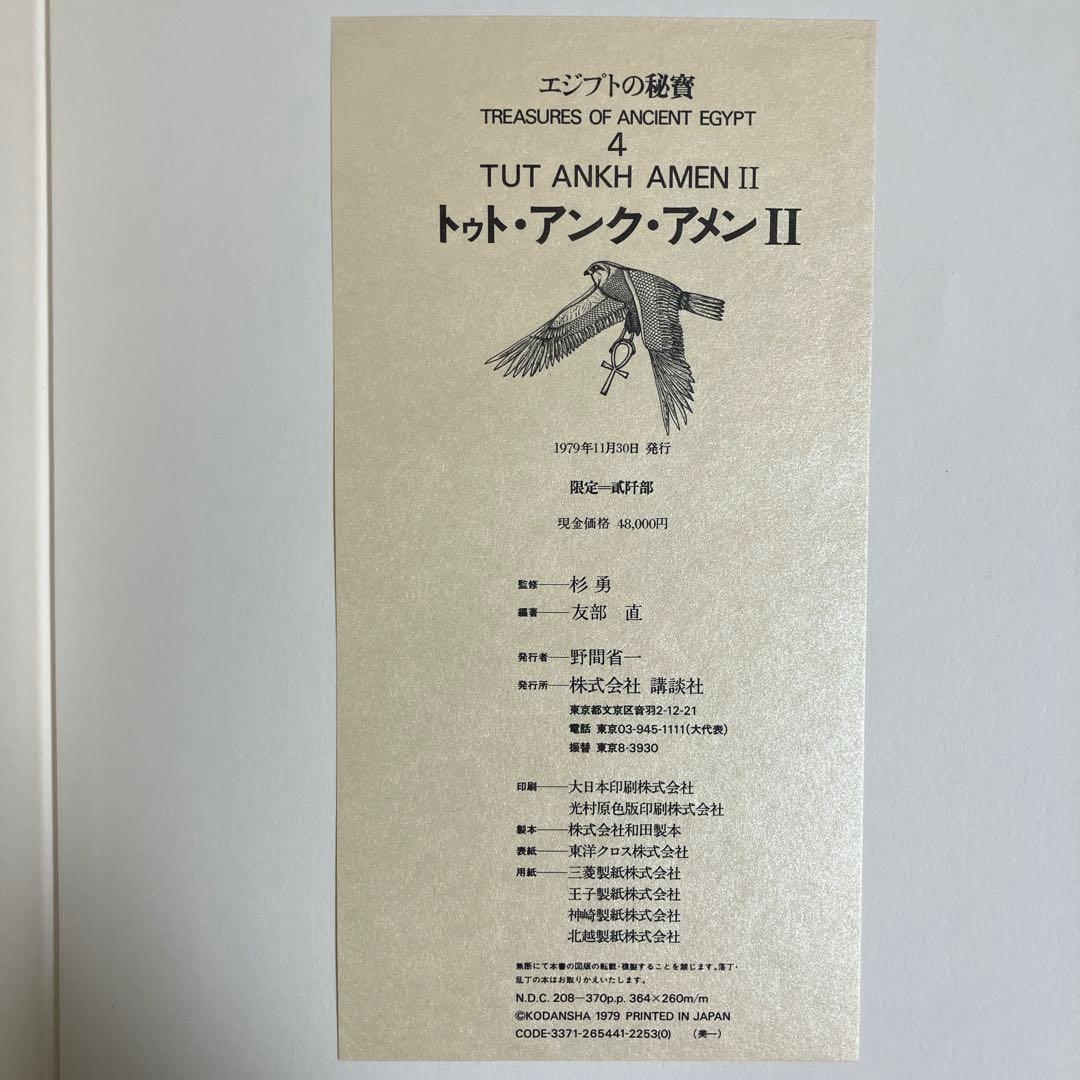 エジプトの秘寶
TREASURES OF ANCIENT EGYPT
4
TUT ANKH AMEN II
トゥト・アンク・アメン II
1979年11月30日 発行
限定＝貳阡部
現金価格 48,000円
監修――杉 勇
編著――友部 直
発行者――野間省一
発行所――株式会社 講談社
東京都文京区音羽2-12-21
電話 東京03-945-1111(大代表)
振替 東京8-3930
印刷――大日本印刷株式会社
光村原色版印刷株式会社
製本――株式会社和田製本
表紙――東洋クロス株式会社
用紙――三菱製紙株式会社
王子製紙株式会社
神崎製紙株式会社
北越製紙株式会社
無断にて本書の図版の転載・複製することを禁じます。落丁・
乱丁の本はお取りかえいたします。
N.D.C. 208―370p.p. 364×260m/m
©KODANSHA 1979 PRINTED IN JAPAN
CODE-3371-265441-2253(0) (美一)